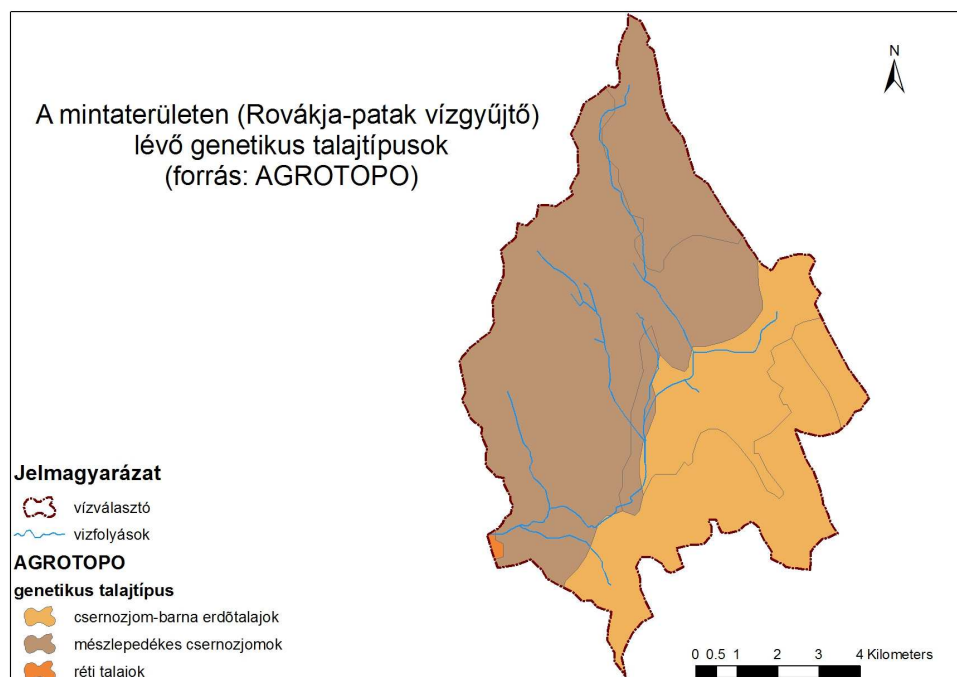 A mintaterületen (Rovákja-patak vízgyűjtő)
lévő genetikus talajtípusok
(forrás: AGROTOPO)
N
Jelmagyarázat
vízválasztó
vizfolyások
AGROTOPO
genetikus talajtípus
csernozjom-barna erdõtalajok
mészlepedékes csernozjomok
réti talajok
0 0.5 1 2 3 4 Kilometers